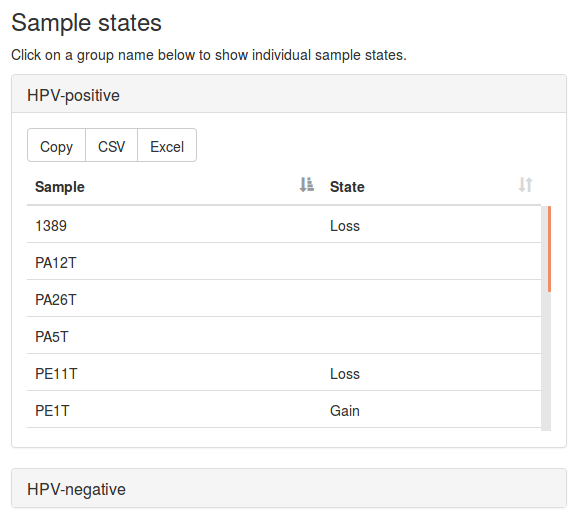 Sample states
Click on a group name below to show individual sample states.
HPV-positive
Copy CSV Excel
Sample State
1389 Loss
PA12T
PA26T
PA5T
PE11T Loss
PE1T Gain
HPV-negative